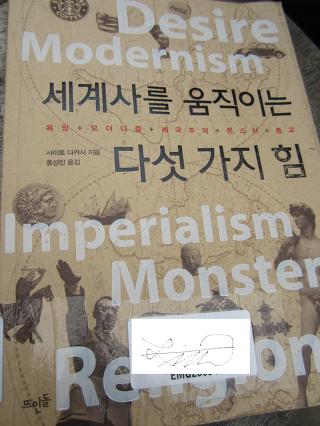 COFFEE
Desire
Modernism
세계사를 움직이는
욕망+모더니즘+제국주의+몬스터+종교
사이토 다카시 지음
홍성민 옮김
다섯 가지 힘
Imperialism
Monster
Religion
뜨인돌